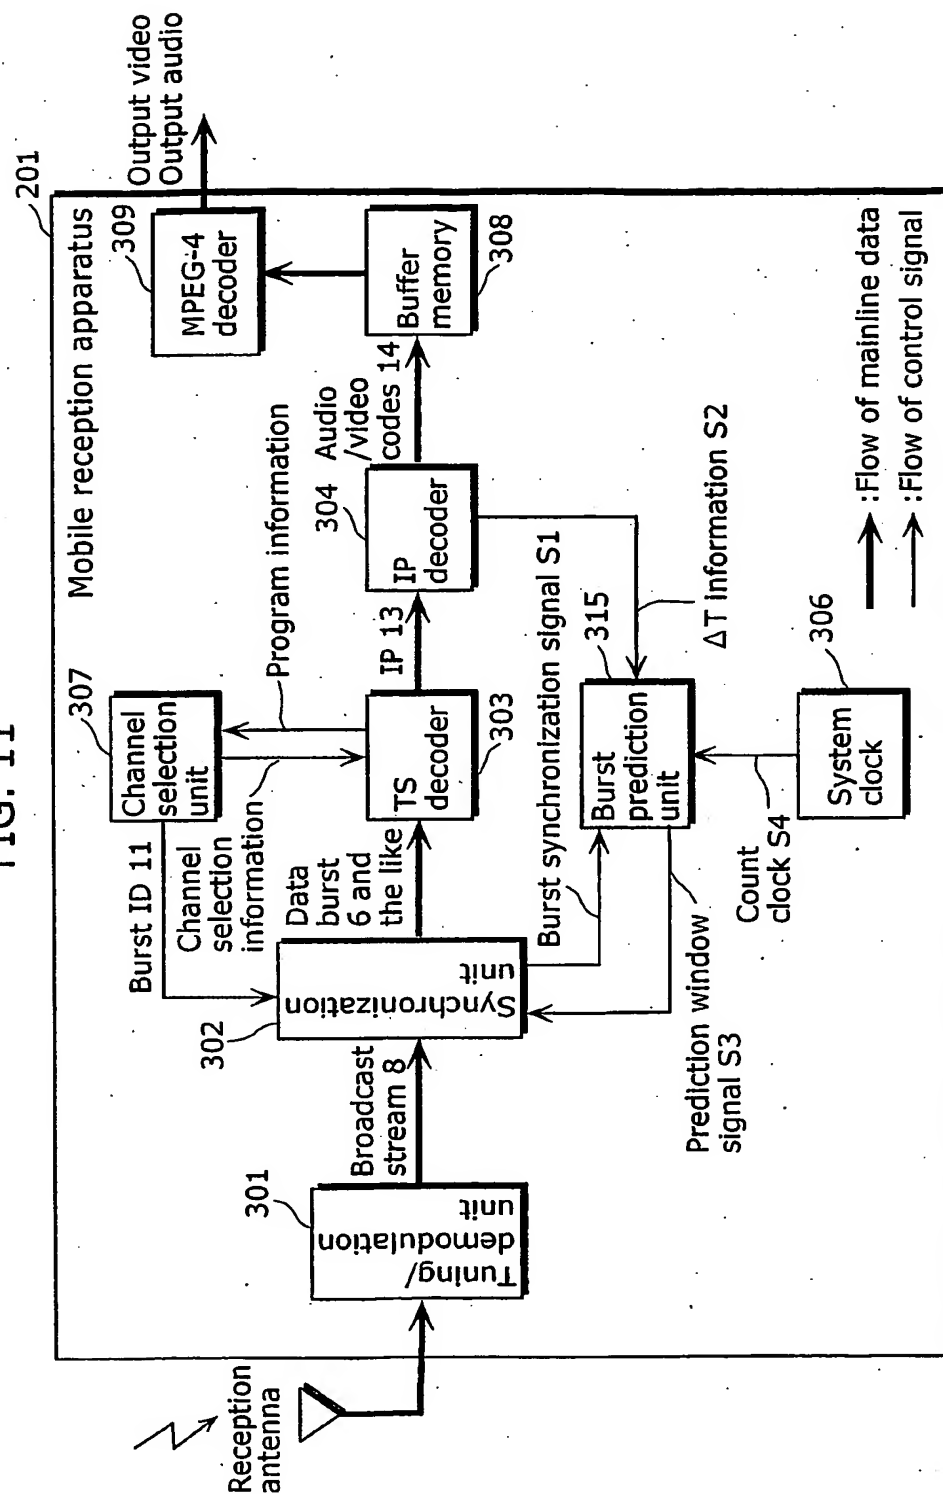 FIG. 11
201
Mobile reception apparatus
Output video
Output audio
309
MPEG-4
decoder
307
Channel
selection
unit
Program information
Burst ID 11
Channel
selection
information
304
Audio
/video
codes 14
Buffer
memory
308
Reception
antenna
301
Tuning/
demodulation
unit
Broadcast
stream 8
302
Synchronization
unit
Data
burst
6 and
the like
TS
decoder
303
IP 13
IP
decoder
Burst synchronization signal S1
315
Burst
prediction
unit
ΔT information S2
Prediction window
signal S3
Count
clock S4
306
System
clock
:Flow of mainline data
:Flow of control signal